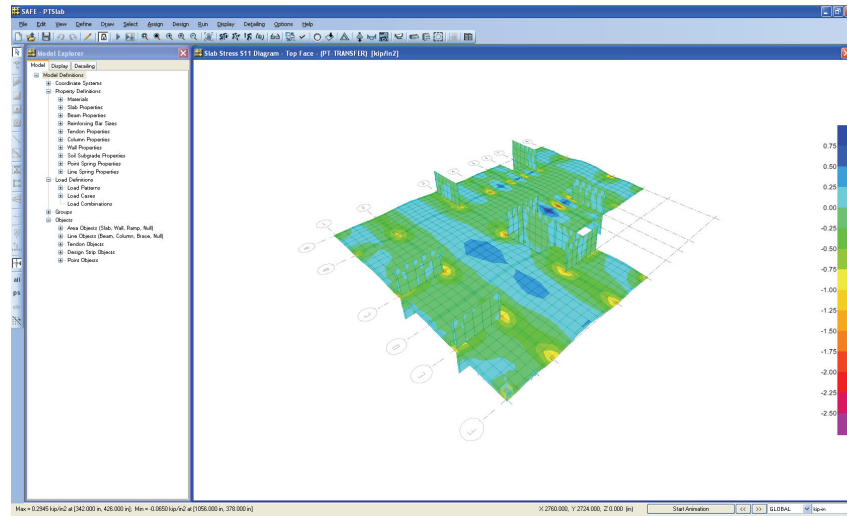 SAFE - PTSlab
File Edit View Define Draw Select Assign Design Run Display Detailing Options Help
Model Explorer
Model Display Detailing
Model Definitions
Coordinate Systems
Property Definitions
Materials
Slab Properties
Beam Properties
Reinforcing Bar Sizes
Tendon Properties
Column Properties
Wall Properties
Soil Subgrade Properties
Point Spring Properties
Line Spring Properties
Load Definitions
Load Patterns
Load Cases
Load Combinations
Groups
Objects
Area Objects (Slab, Wall, Ramp, Null)
Line Objects (Beam, Column, Brace, Null)
Tendon Objects
Design Strip Objects
Point Objects
all
ps
Slab Stress S11 Diagram - Top Face - (PT-TRANSFER) [kip/in2]
0.75
0.50
0.25
0.00
-0.25
-0.50
-0.75
-1.00
-1.25
-1.50
-1.75
-2.00
-2.25
-2.50
Max = 0.2945 kip/in2 at [342.000 in, 426.000 in]; Min = -0.0650 kip/in2 at [1056.000 in, 378.000 in]
X 2760.000, Y 2724.000, Z 0.000 (in) Start Animation << >> GLOBAL kip-in